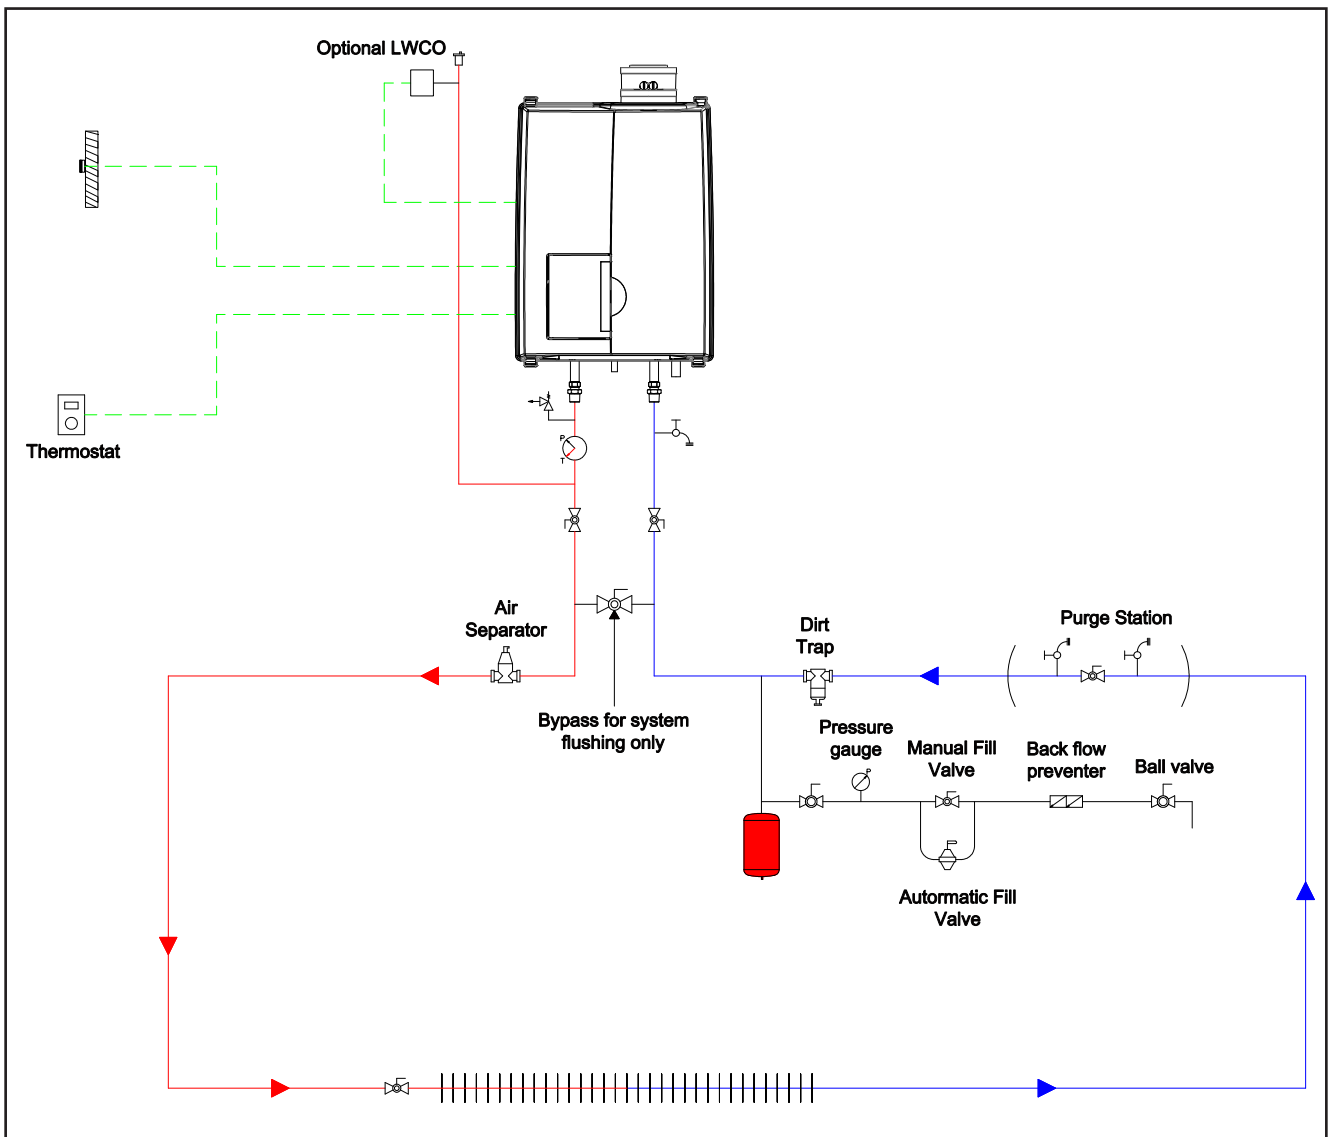 Optional LWCO
Thermostat
P
T
Air
Separator
Bypass for system
flushing only
Dirt
Trap
Purge Station
Pressure
gauge
P
Manual Fill
Valve
Back flow
preventer
Ball valve
Autormatic Fill
Valve